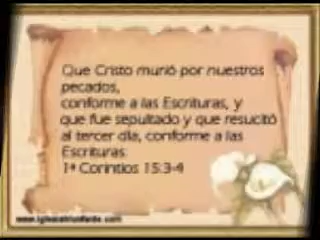 Que Cristo murió por nuestros
pecados,
conforme a las Escrituras, y
que fue sepultado y que resucitó
al tercer día, conforme a las
Escrituras:
1ª Corintios 15:3-4